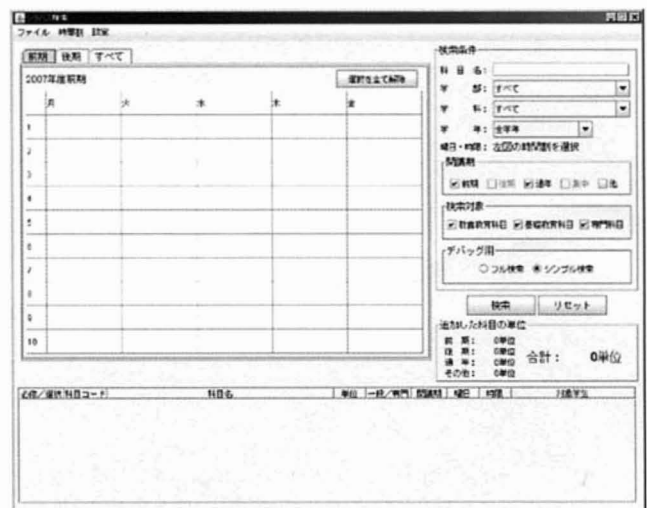 ファイル 時間割 設定
前期 後期 すべて
2007年度前期
選択を全て解除
月 火 水 木 金
1
2
3
4
5
6
7
8
9
10
検索条件
科 目 名:
学 部: すべて
学 科: すべて
学 年: 全学年
曜日・時限: 左図の時間割を選択
開講期
前期 後期 通年 集中 他
検索対象
教養教育科目 基礎教育科目 専門科目
デバッグ用
フル検索 シンプル検索
検索 リセット
追加した科目の単位
前 期: 0単位
後 期: 0単位
通 年: 0単位
その他: 0単位
合計: 0単位
必修/選択 科目コード 科目名 単位 一般/専門 開講期 曜日 時限 対象学生